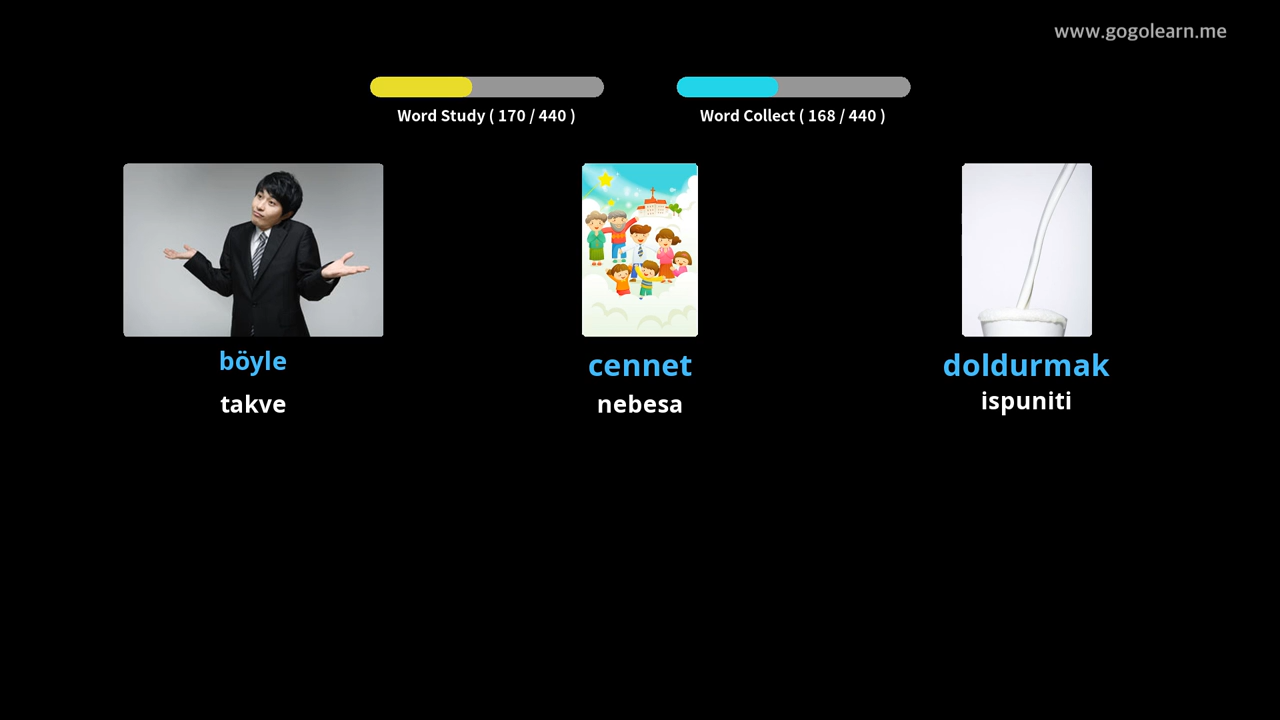 www.gogolearn.me
Word Study ( 170 / 440 )
Word Collect ( 168 / 440 )
böyle
cennet
doldurmak
takve
nebesa
ispuniti